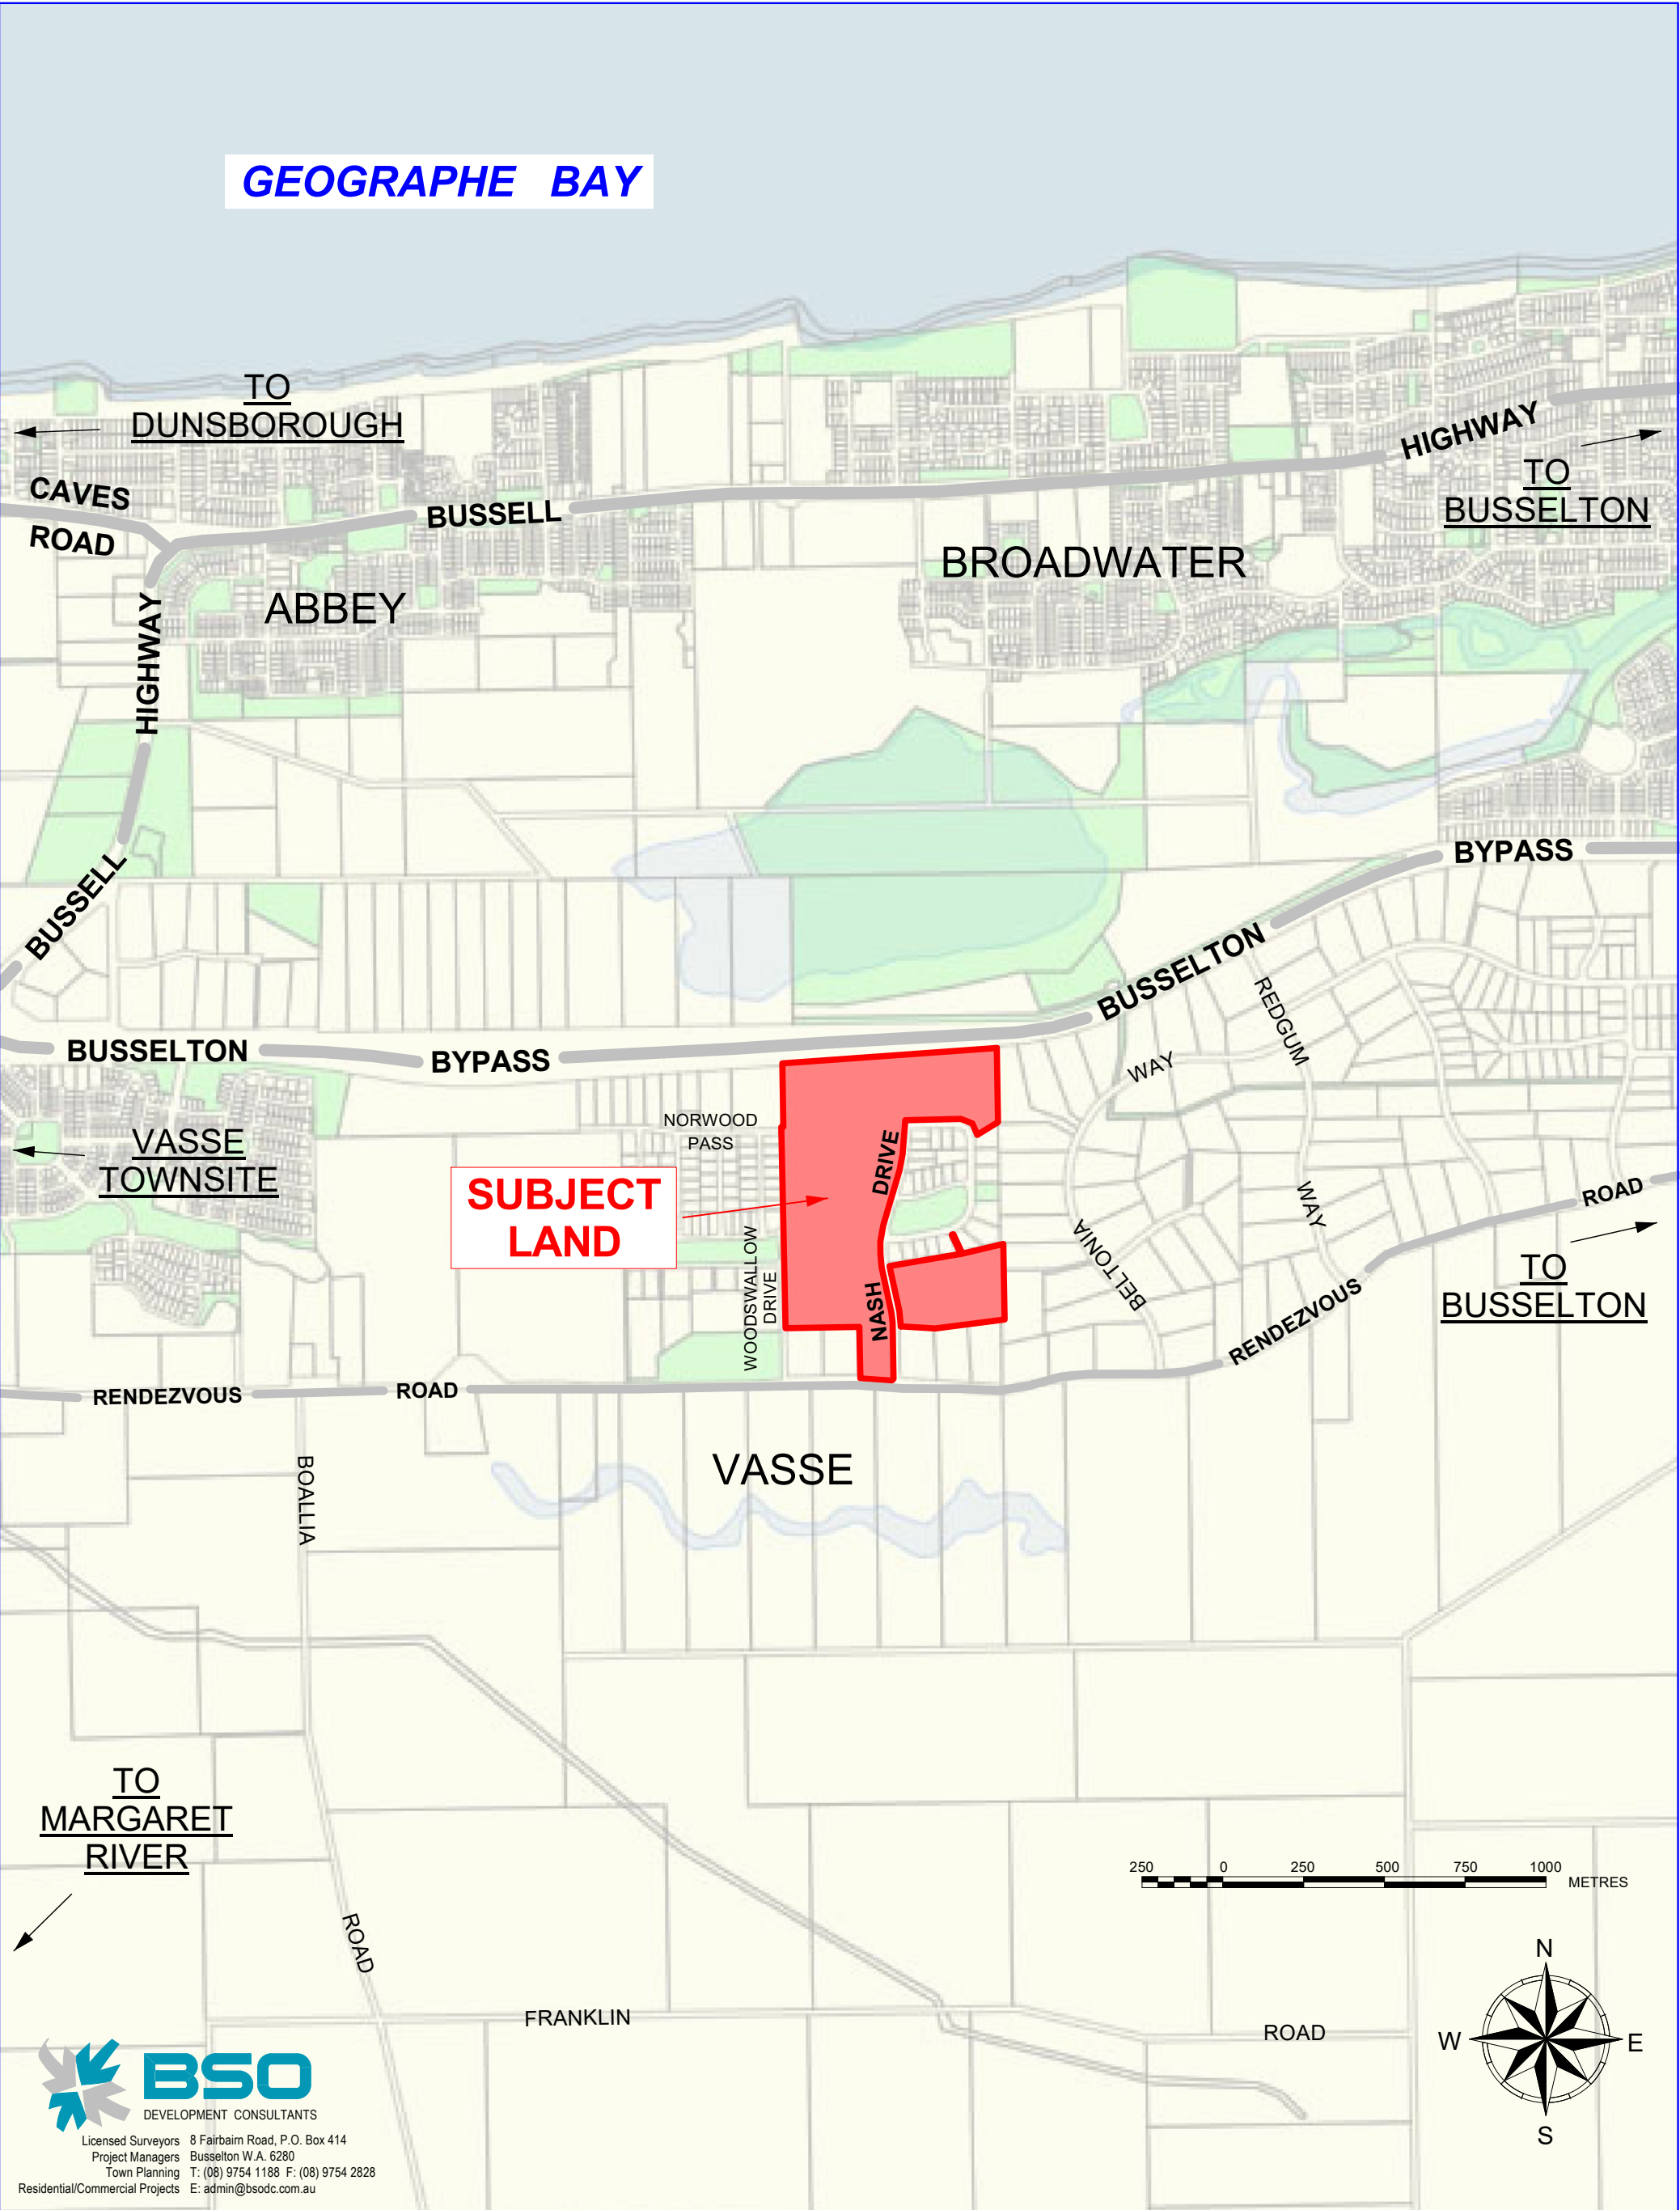 GEOGRAPHE BAY
TO
DUNSBOROUGH
CAVES
ROAD
BUSSELL
HIGHWAY
TO
BUSSELTON
BROADWATER
ABBEY
HIGHWAY
BUSSELL
BYPASS
BUSSELTON
REDGUM
WAY
BUSSELTON
BYPASS
NORWOOD
PASS
VASSE
TOWNSITE
SUBJECT
LAND
DRIVE
NASH
WOODSWALLOW
DRIVE
BELTONIA
WAY
ROAD
TO
BUSSELTON
RENDEZVOUS
RENDEZVOUS
ROAD
VASSE
BOALLIA
TO
MARGARET
RIVER
250 0 250 500 750 1000
METRES
ROAD
N
W
E
S
FRANKLIN
ROAD
BSO
DEVELOPMENT CONSULTANTS
Licensed Surveyors 8 Fairbairn Road, P.O. Box 414
Project Managers Busselton W.A. 6280
Town Planning T: (08) 9754 1188 F: (08) 9754 2828
Residential/Commercial Projects E: admin@bsodc.com.au